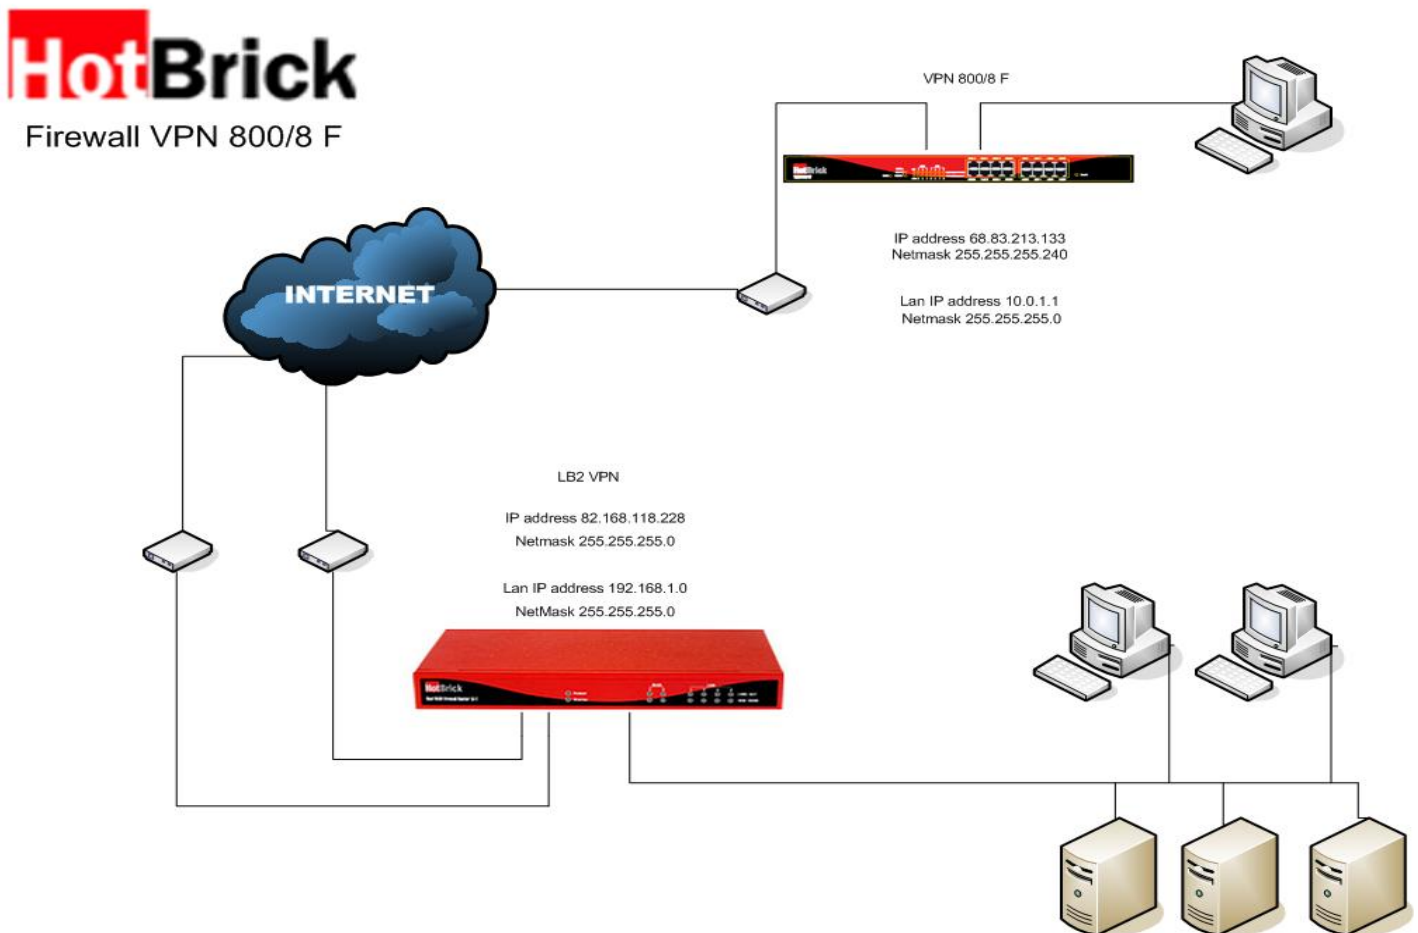 HotBrick
Firewall VPN 800/8 F
VPN 800/8 F
HotBrick
IP address 68.83.213.133
Netmask 255.255.255.240
Lan IP address 10.0.1.1
Netmask 255.255.255.0
INTERNET
LB2 VPN
IP address 82.168.118.228
Netmask 255.255.255.0
Lan IP address 192.168.1.0
NetMask 255.255.255.0
HotBrick